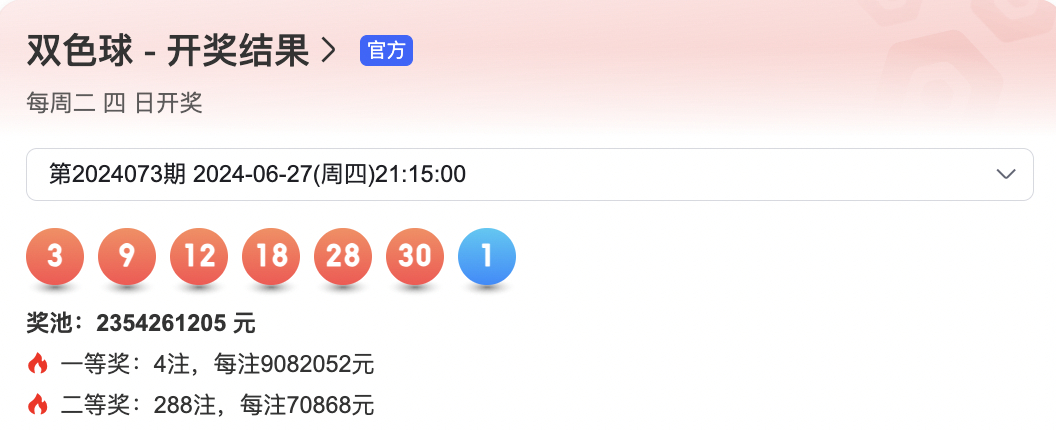 双色球 - 开奖结果 官方
每周二 四 日开奖
第2024073期 2024-06-27(周四)21:15:00
3 9 12 18 28 30 1
奖池：2354261205 元
一等奖：4注，每注9082052元
二等奖：288注，每注70868元